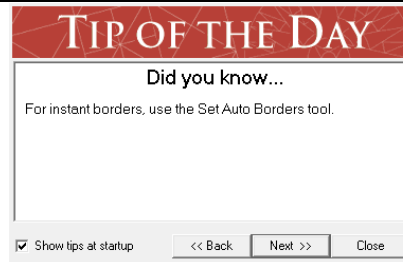 TIP OF THE DAY
Did you know...
For instant borders, use the Set Auto Borders tool.
Show tips at startup
<< Back
Next >>
Close